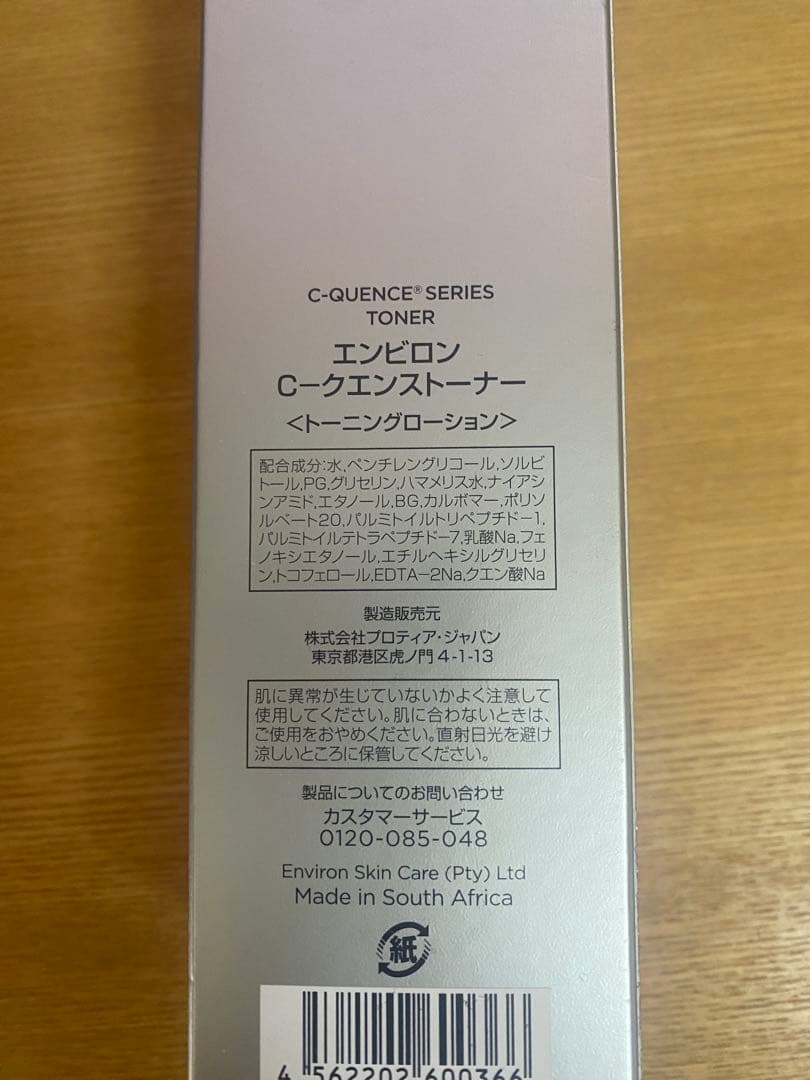 C-QUENCE® SERIES
TONER
エンビロン
C-クエンストーナー
<トーニングローション>
配合成分:水,ペンチレングリコール,ソルビ
トール,PG,グリセリン,ハマメリス水,ナイアシ
ンアミド,エタノール,BG,カルボマー,ポリソ
ルベート20,パルミトイルトリペプチド-1,
パルミトイルテトラペプチド-7,乳酸Na,フェ
ノキシエタノール,エチルヘキシルグリセリ
ン,トコフェロール,EDTA-2Na,クエン酸Na
製造販売元
株式会社プロティア・ジャパン
東京都港区虎ノ門4-1-13
肌に異常が生じていないかよく注意して
使用してください。肌に合わないときは、
ご使用をおやめください。直射日光を避け
涼しいところに保管してください。
製品についてのお問い合わせ
カスタマーサービス
0120-085-048
Environ Skin Care (Pty) Ltd
Made in South Africa
紙
4 562202 600366